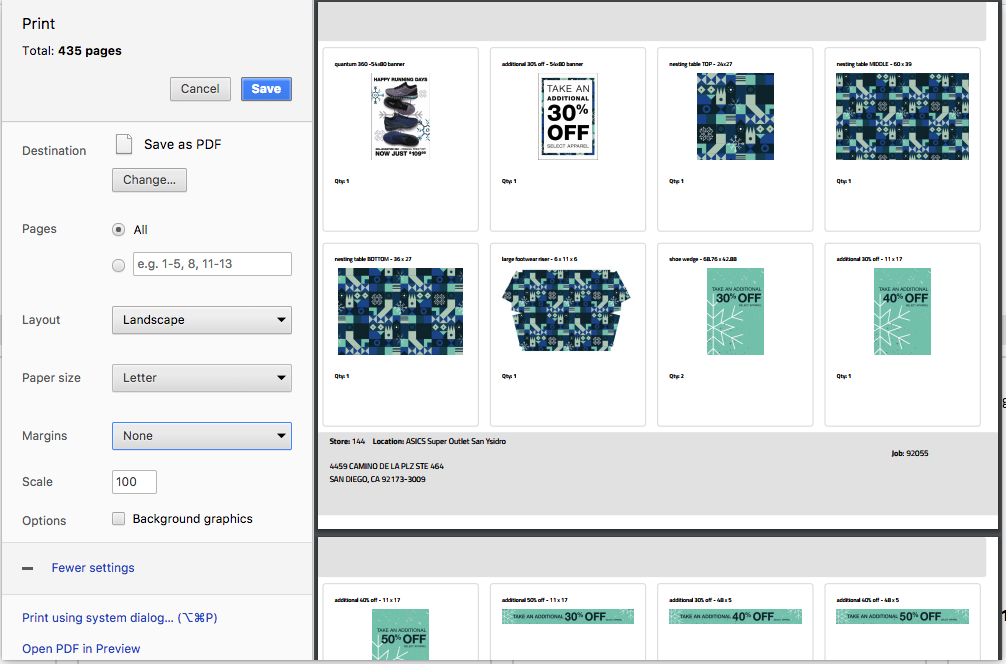 Print
Total: 435 pages
Cancel
Save
Destination
Save as PDF
Change...
Pages
All
e.g. 1-5, 8, 11-13
Layout
Landscape
Paper size
Letter
Margins
None
Scale
100
Options
Background graphics
Fewer settings
Print using system dialog... (⌥⌘P)
Open PDF in Preview
quantum 360 -54x80 banner
HAPPY RUNNING DAYS
NOW JUST
Qty: 1
additional 30% off - 54x80 banner
TAKE AN
ADDITIONAL
30%
OFF
SELECT APPAREL
Qty: 1
nesting table TOP - 24x27
Qty: 1
nesting table MIDDLE - 60 x 39
Qty: 1
nesting table BOTTOM - 36 x 27
Qty: 1
large footwear riser - 6 x 11 x 6
Qty: 1
shoe wedge - 68.76 x 42.88
TAKE AN ADDITIONAL
30% OFF
SELECT APPAREL
Qty: 2
additional 30% off - 11 x 17
TAKE AN ADDITIONAL
40% OFF
SELECT APPAREL
Qty: 1
Store: 144 Location: ASICS Super Outlet San Ysidro
Job: 92055
4459 CAMINO DE LA PLZ STE 464
SAN DIEGO, CA 92173-3009
additional 40% off - 11 x 17
TAKE AN ADDITIONAL
50% OFF
additional 50% off - 11 x 17
TAKE AN ADDITIONAL 30% OFF
additional 30% off - 48 x 5
TAKE AN ADDITIONAL 40% OFF
additional 40% off - 48 x 5
TAKE AN ADDITIONAL 50% OFF